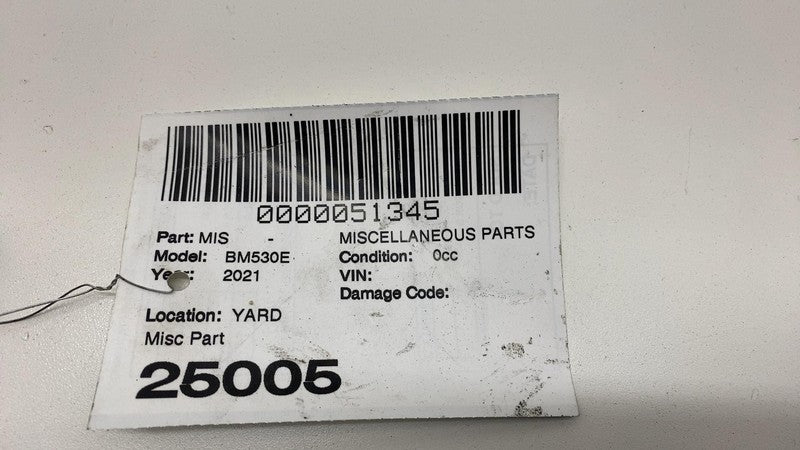 0000051345
Part: MIS - MISCELLANEOUS PARTS
Model: BM530E Condition: 0cc
Year: 2021 VIN:
Damage Code:
Location: YARD
Misc Part
25005